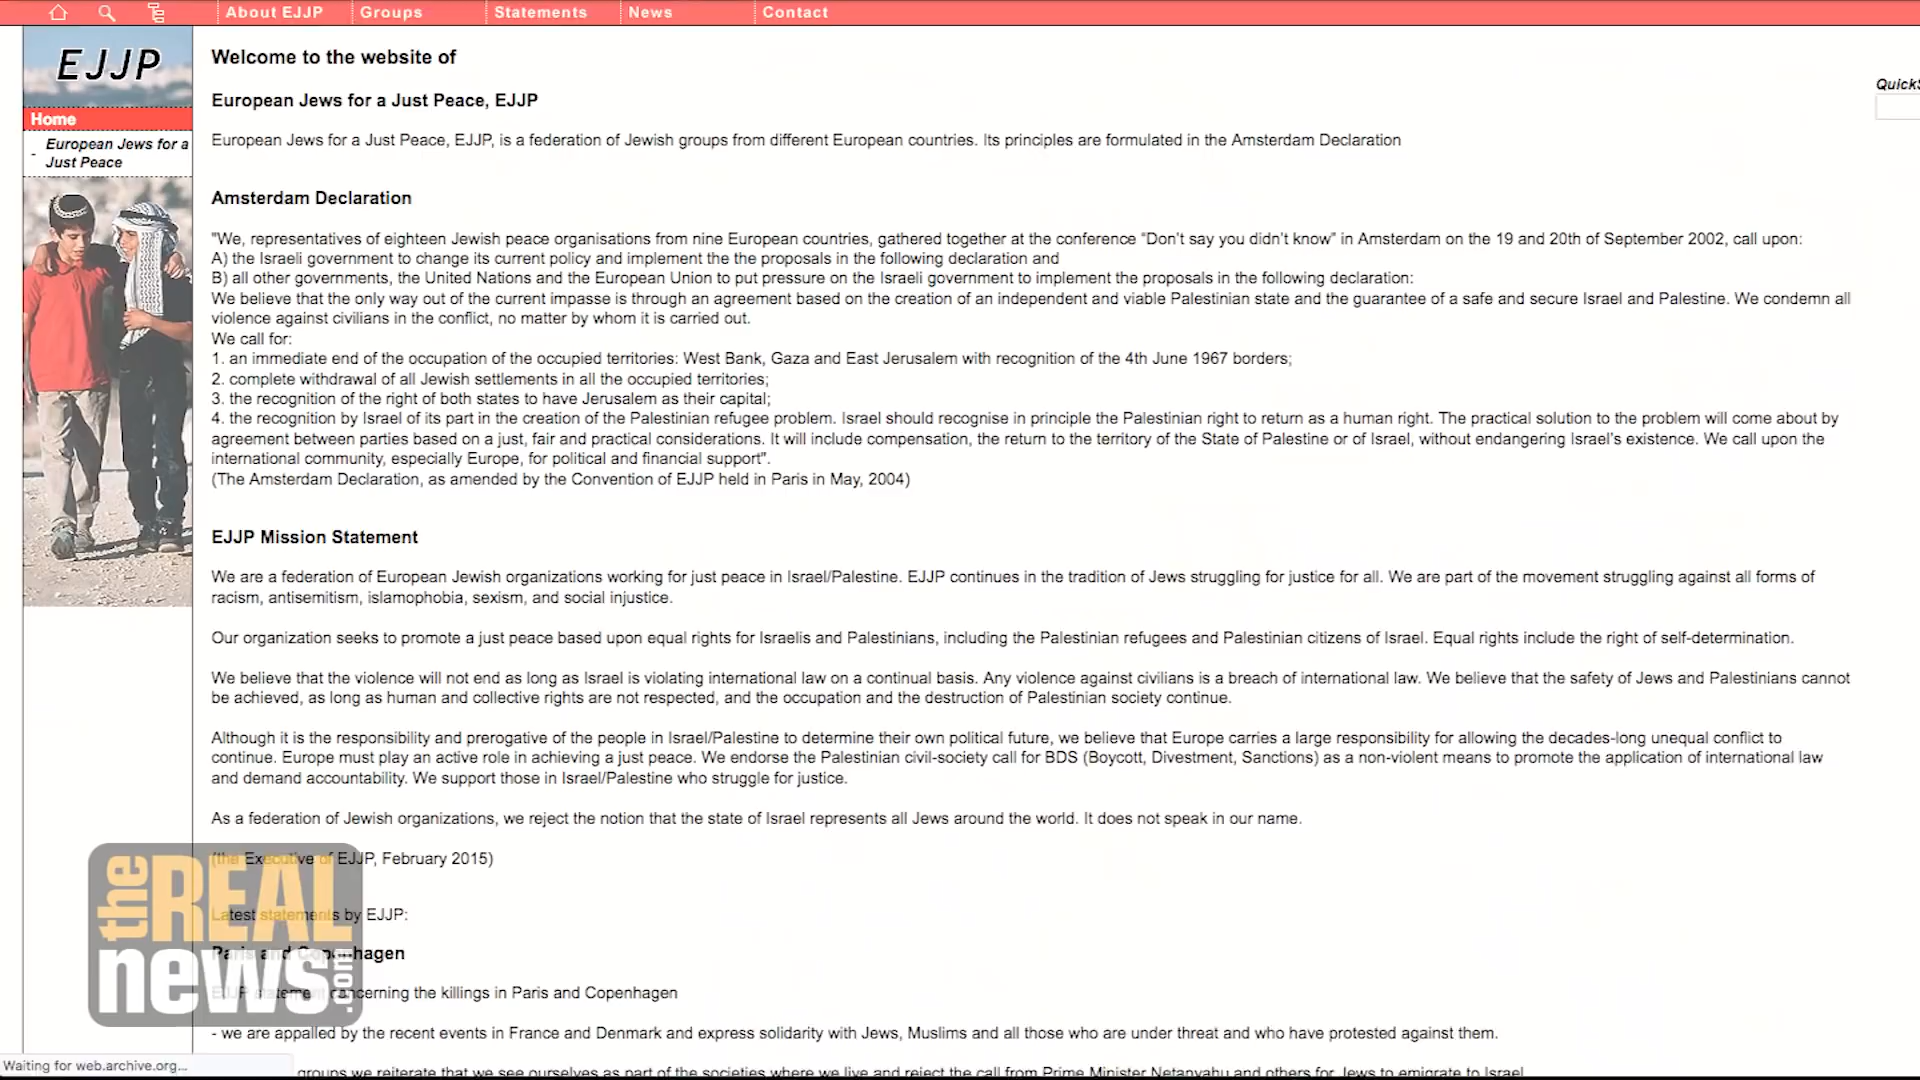 About EJJP
Groups
Statements
News
Contact
EJJP
Home
- European Jews for a
Just Peace
QuickS
Welcome to the website of
European Jews for a Just Peace, EJJP
European Jews for a Just Peace, EJJP, is a federation of Jewish groups from different European countries. Its principles are formulated in the Amsterdam Declaration
Amsterdam Declaration
"We, representatives of eighteen Jewish peace organisations from nine European countries, gathered together at the conference "Don't say you didn't know" in Amsterdam on the 19 and 20th of September 2002, call upon:
A) the Israeli government to change its current policy and implement the the proposals in the following declaration and
B) all other governments, the United Nations and the European Union to put pressure on the Israeli government to implement the proposals in the following declaration:
We believe that the only way out of the current impasse is through an agreement based on the creation of an independent and viable Palestinian state and the guarantee of a safe and secure Israel and Palestine. We condemn all
violence against civilians in the conflict, no matter by whom it is carried out.
We call for:
1. an immediate end of the occupation of the occupied territories: West Bank, Gaza and East Jerusalem with recognition of the 4th June 1967 borders;
2. complete withdrawal of all Jewish settlements in all the occupied territories;
3. the recognition of the right of both states to have Jerusalem as their capital;
4. the recognition by Israel of its part in the creation of the Palestinian refugee problem. Israel should recognise in principle the Palestinian right to return as a human right. The practical solution to the problem will come about by
agreement between parties based on a just, fair and practical considerations. It will include compensation, the return to the territory of the State of Palestine or of Israel, without endangering Israel's existence. We call upon the
international community, especially Europe, for political and financial support".
(The Amsterdam Declaration, as amended by the Convention of EJJP held in Paris in May, 2004)
EJJP Mission Statement
We are a federation of European Jewish organizations working for just peace in Israel/Palestine. EJJP continues in the tradition of Jews struggling for justice for all. We are part of the movement struggling against all forms of
racism, antisemitism, islamophobia, sexism, and social injustice.
Our organization seeks to promote a just peace based upon equal rights for Israelis and Palestinians, including the Palestinian refugees and Palestinian citizens of Israel. Equal rights include the right of self-determination.
We believe that the violence will not end as long as Israel is violating international law on a continual basis. Any violence against civilians is a breach of international law. We believe that the safety of Jews and Palestinians cannot
be achieved, as long as human and collective rights are not respected, and the occupation and the destruction of Palestinian society continue.
Although it is the responsibility and prerogative of the people in Israel/Palestine to determine their own political future, we believe that Europe carries a large responsibility for allowing the decades-long unequal conflict to
continue. Europe must play an active role in achieving a just peace. We endorse the Palestinian civil-society call for BDS (Boycott, Divestment, Sanctions) as a non-violent means to promote the application of international law
and demand accountability. We support those in Israel/Palestine who struggle for justice.
As a federation of Jewish organizations, we reject the notion that the state of Israel represents all Jews around the world. It does not speak in our name.
(the Executive of EJJP, February 2015)
Latest statements by EJJP:
Paris and Copenhagen
EJJP statement concerning the killings in Paris and Copenhagen
- we are appalled by the recent events in France and Denmark and express solidarity with Jews, Muslims and all those who are under threat and who have protested against them.
groups we reiterate that we see ourselves as part of the societies where we live and reject the call from Prime Minister Netanyahu and others for Jews to emigrate to Israel
the REAL
news.com
Waiting for web.archive.org...